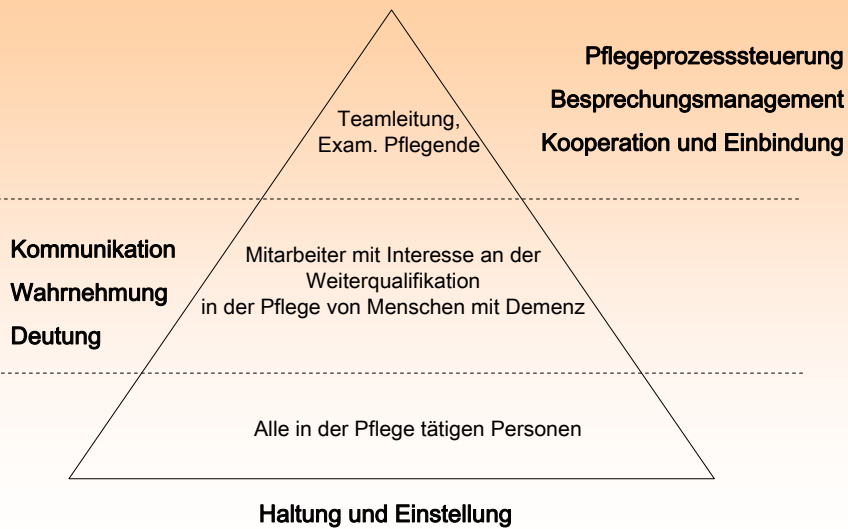 Pflegeprozesssteuerung
Besprechungsmanagement
Kooperation und Einbindung
Teamleitung,
Exam. Pflegende
Kommunikation
Wahrnehmung
Deutung
Mitarbeiter mit Interesse an der
Weiterqualifikation
in der Pflege von Menschen mit Demenz
Alle in der Pflege tätigen Personen
Haltung und Einstellung